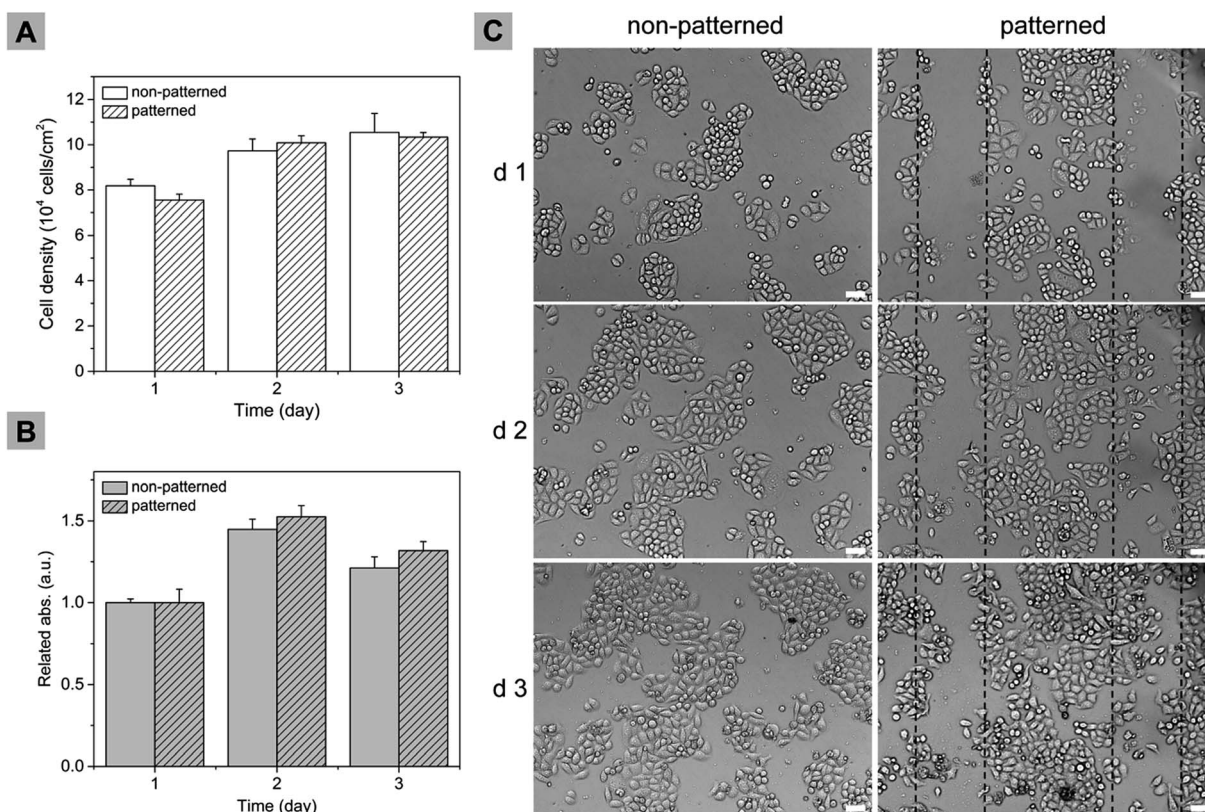 A
non-patterned
patterned
12
10
8
6
4
2
0
Cell density (10⁴ cells/cm²)
1 2 3
Time (day)
B
non-patterned
patterned
1.5
1.0
0.5
0.0
Related abs. (a.u.)
1 2 3
Time (day)
C
non-patterned patterned
d 1
d 2
d 3